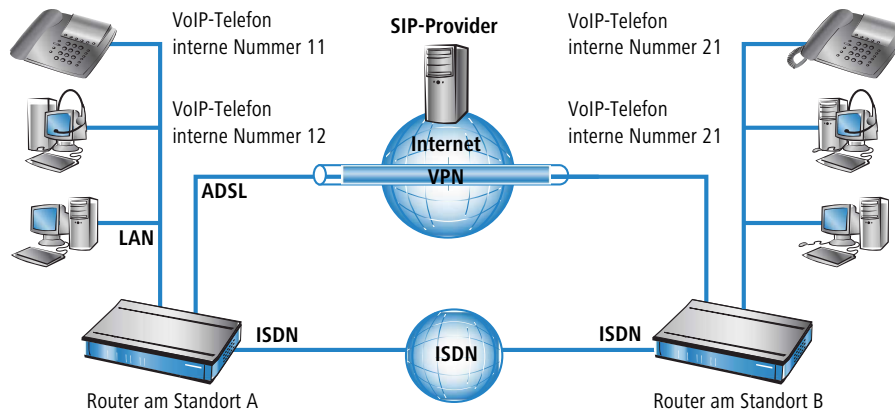 VoIP-Telefon
interne Nummer 11
SIP-Provider
VoIP-Telefon
interne Nummer 21
VoIP-Telefon
interne Nummer 12
VoIP-Telefon
interne Nummer 21
Internet
VPN
ADSL
LAN
ISDN
ISDN
ISDN
Router am Standort A
Router am Standort B